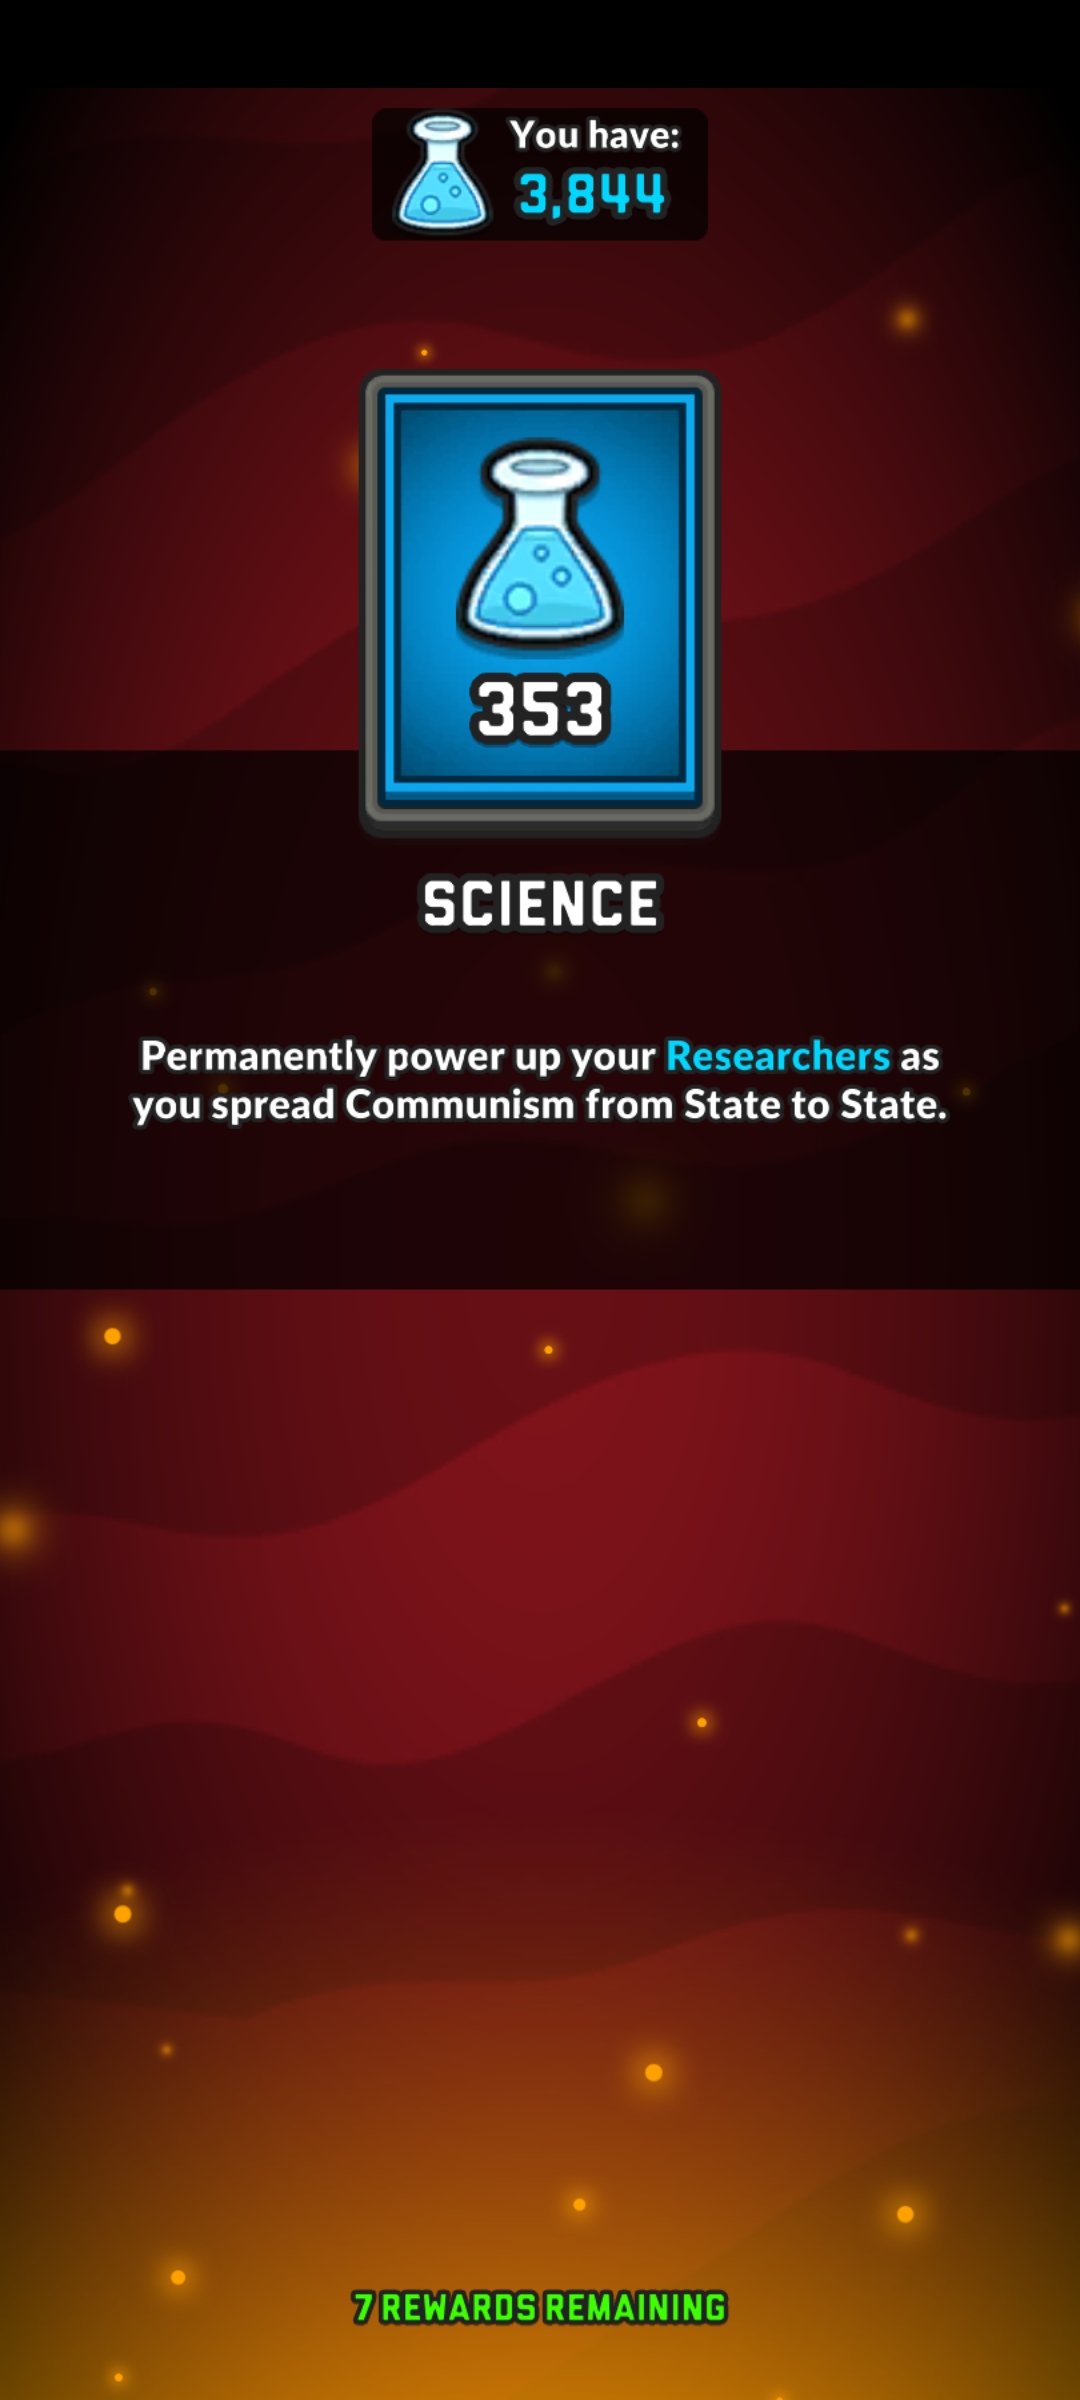 You have:
3,844
353
SCIENCE
Permanently power up your Researchers as
you spread Communism from State to State.
7 REWARDS REMAINING